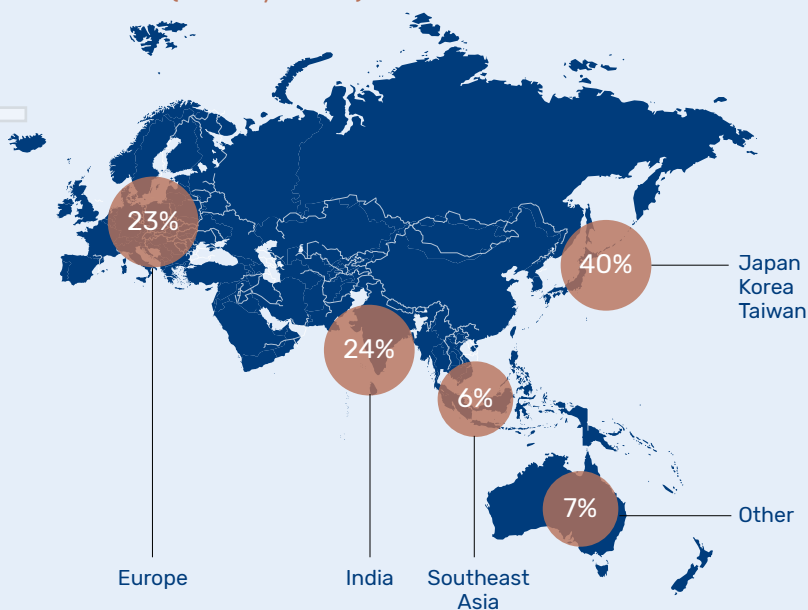 23%
40%
Japan
Korea
Taiwan
24%
6%
7%
Other
Europe
India
Southeast
Asia